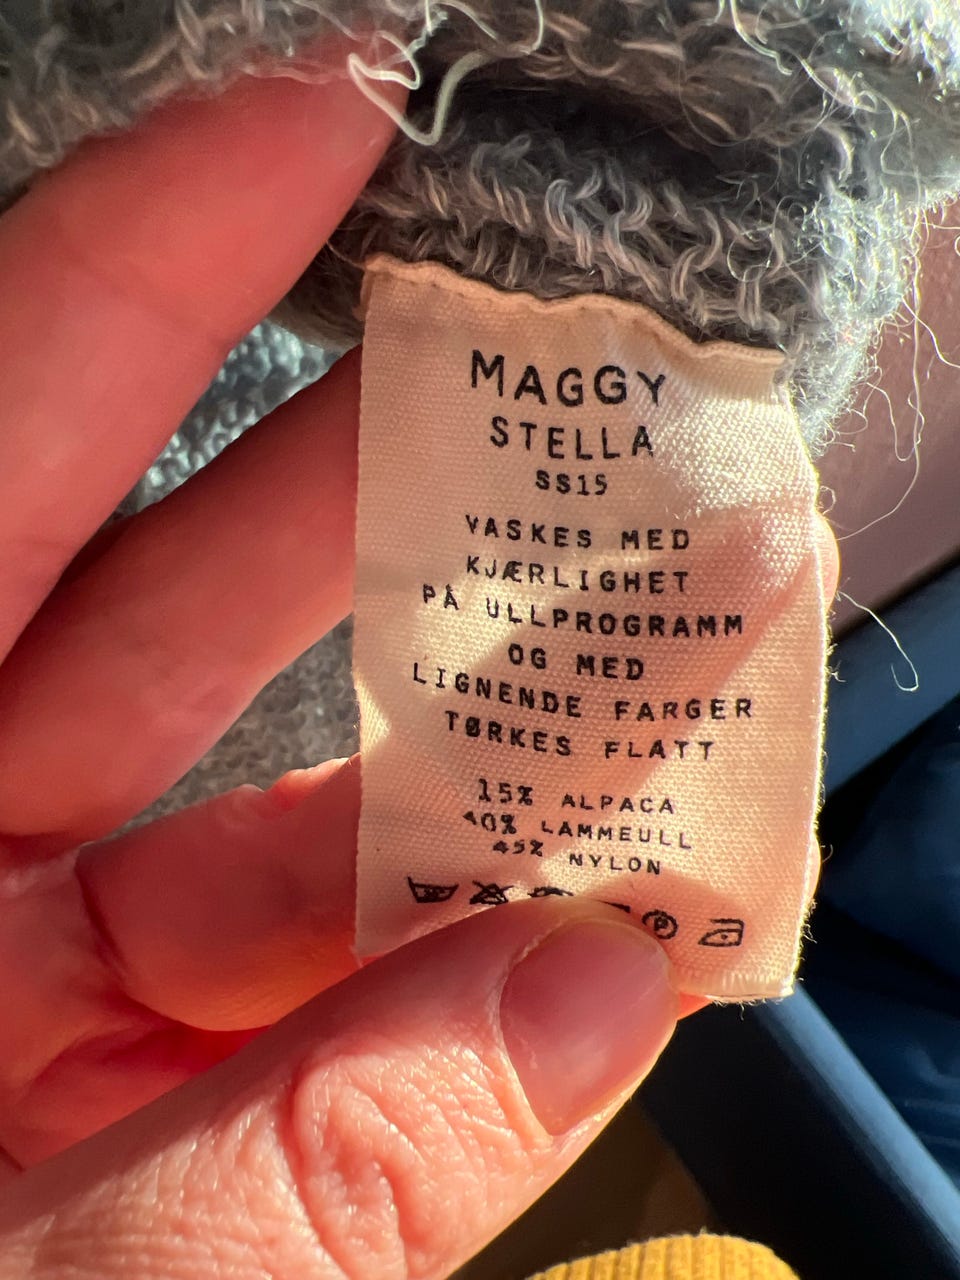 MAGGY
STELLA
SS15
VASKES MED
KJÆRLIGHET
PÅ ULLPROGRAMM
OG MED
LIGNENDE FARGER
TØRKES FLATT
15% ALPACA
40% LAMMEULL
45% NYLON
P